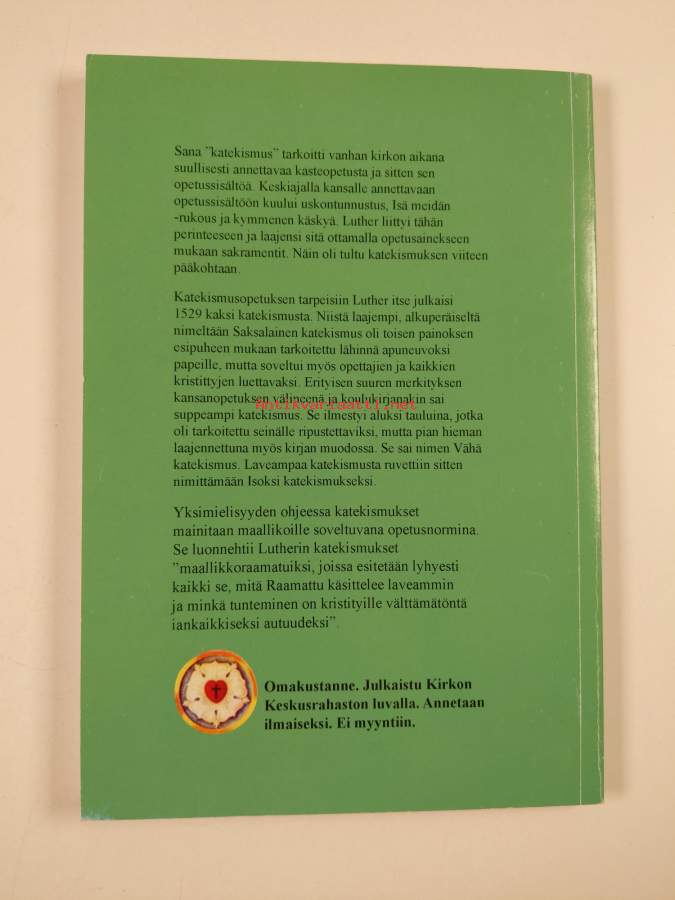 Sana ”katekismus” tarkoitti vanhan kirkon aikana
suullisesti annettavaa kasteopetusta ja sitten sen
opetussisältöä. Keskiajalla kansalle annettavaan
opetussisältöön kuului uskontunnustus, Isä meidän
-rukous ja kymmenen käskyä. Luther liittyi tähän
perinteeseen ja laajensi sitä ottamalla opetusainekseen
mukaan sakramentit. Näin oli tultu katekismuksen viiteen
pääkohtaan.
Katekismusopetuksen tarpeisiin Luther itse julkaisi
1529 kaksi katekismusta. Niistä laajempi, alkuperäiseltä
nimeltään Saksalainen katekismus oli toisen painoksen
esipuheen mukaan tarkoitettu lähinnä apuneuvoksi
papeille, mutta soveltui myös opettajien ja kaikkien
kristittyjen luettavaksi. Erityisen suuren merkityksen
kansanopetuksen välineenä ja koulukirjanakin sai
Antikvariaatti.net
suppeampi katekismus. Se ilmestyi aluksi tauluina, jotka
oli tarkoitettu seinälle ripustettaviksi, mutta pian hieman
laajennettuna myös kirjan muodossa. Se sai nimen Vähä
katekismus. Laveampaa katekismusta ruvettiin sitten
nimittämään Isoksi katekismukseksi.
Yksimielisyyden ohjeessa katekismukset
mainitaan maallikoille soveltuvana opetusnormina.
Se luonnehtii Lutherin katekismukset
”maallikkoraamatuiksi, joissa esitetään lyhyesti
kaikki se, mitä Raamattu käsittelee laveammin
ja minkä tunteminen on kristityille välttämätöntä
iankaikkiseksi autuudeksi”.
Omakustanne. Julkaistu Kirkon
Keskusrahaston luvalla. Annetaan
ilmaiseksi. Ei myyntiin.